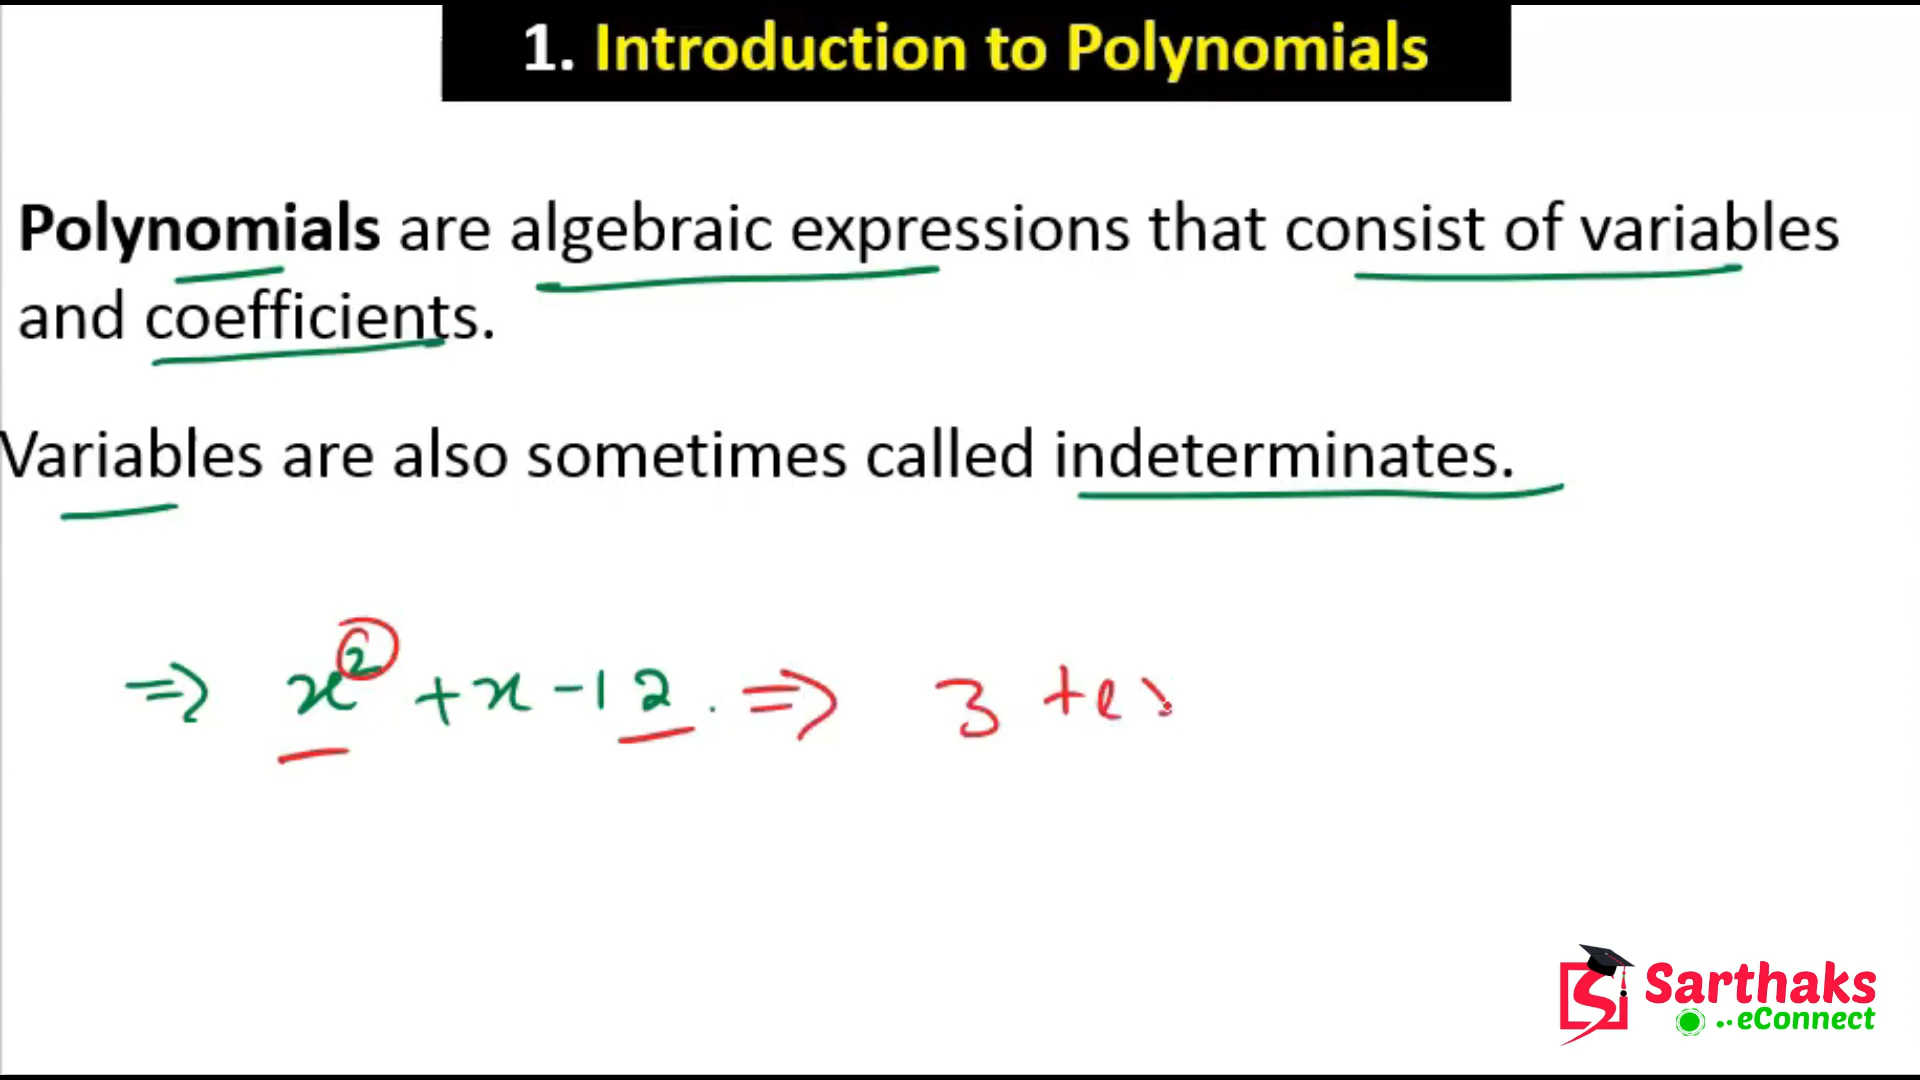 1. Introduction to Polynomials
Polynomials are algebraic expressions that consist of variables
and coefficients.
Variables are also sometimes called indeterminates.
⇒ x² + x - 12. ⇒ 3 te
Sarthaks
eConnect